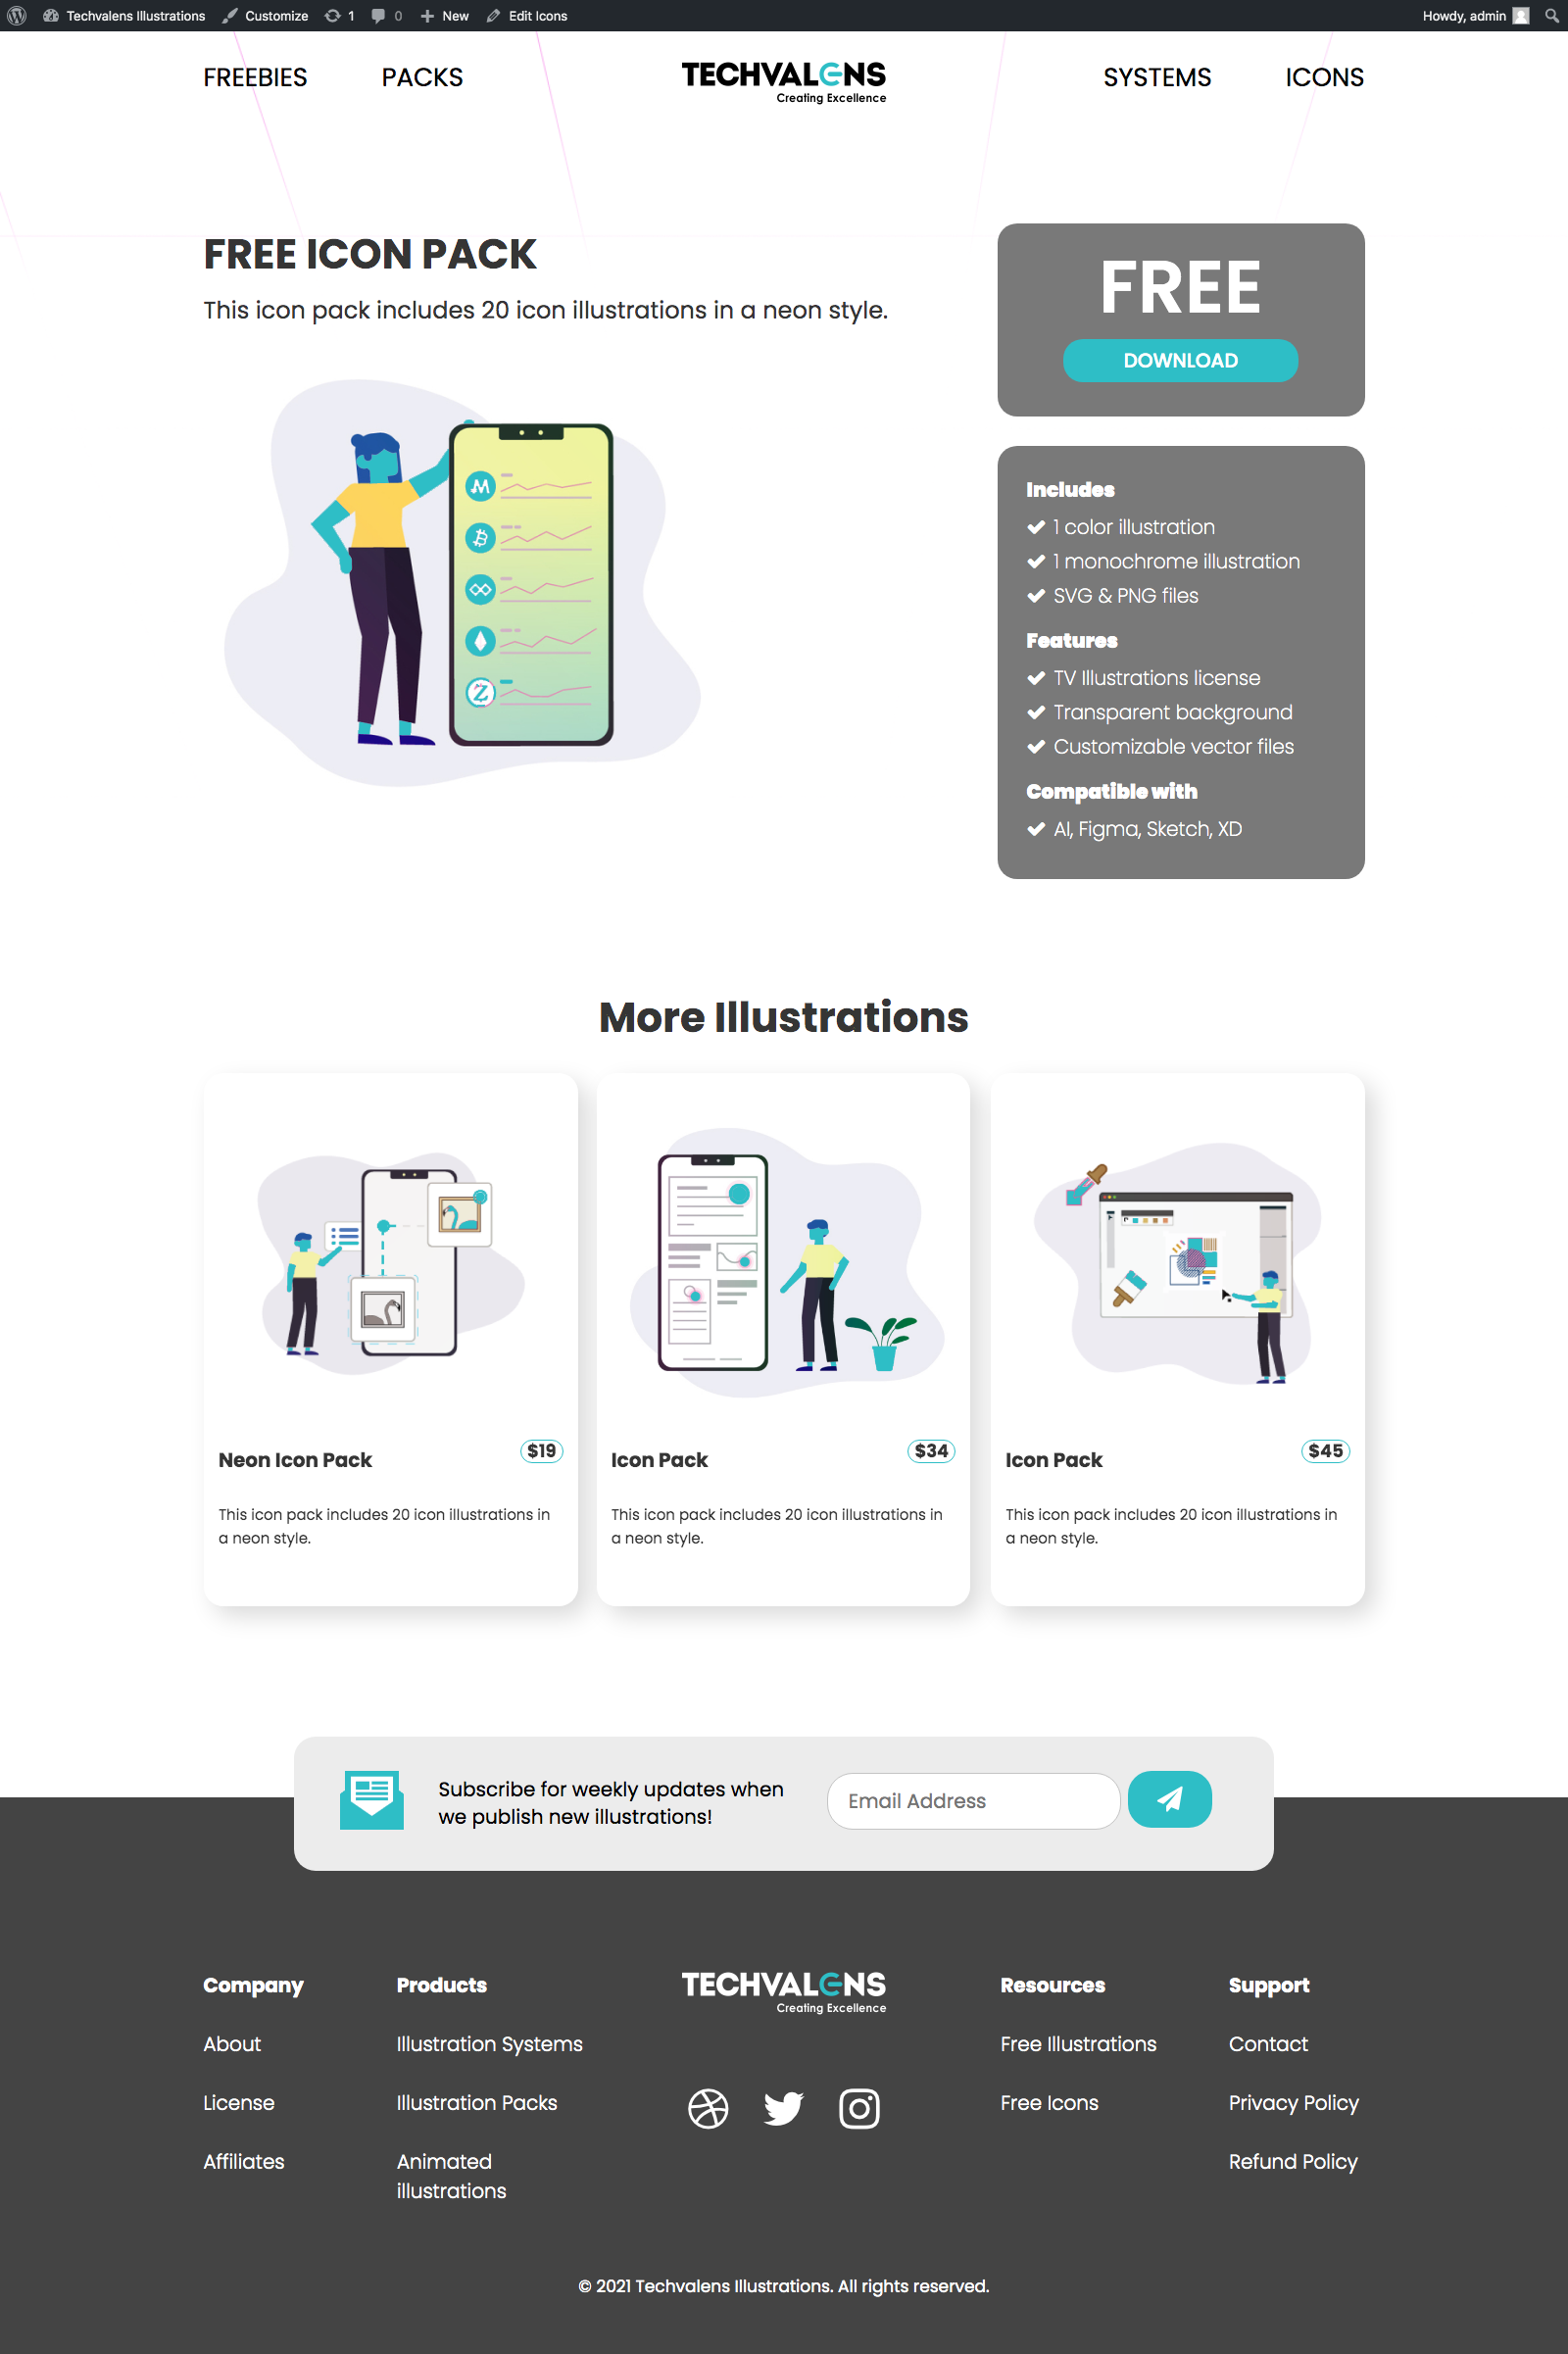 Techvalens Illustrations Customize 1 0 New Edit Icons Howdy, admin
FREEBIES PACKS TECHVALENS SYSTEMS ICONS
Creating Excellence
FREE ICON PACK
This icon pack includes 20 icon illustrations in a neon style.
FREE
DOWNLOAD
Includes
1 color illustration
1 monochrome illustration
SVG & PNG files
Features
TV Illustrations license
Transparent background
Customizable vector files
Compatible with
AI, Figma, Sketch, XD
More Illustrations
Neon Icon Pack $19
This icon pack includes 20 icon illustrations in
a neon style.
Icon Pack $34
This icon pack includes 20 icon illustrations in
a neon style.
Icon Pack $45
This icon pack includes 20 icon illustrations in
a neon style.
Subscribe for weekly updates when
we publish new illustrations!
Email Address
Company
About
License
Affiliates
Products
Illustration Systems
Illustration Packs
Animated
illustrations
TECHVALENS
Creating Excellence
Resources
Free Illustrations
Free Icons
Support
Contact
Privacy Policy
Refund Policy
© 2021 Techvalens Illustrations. All rights reserved.